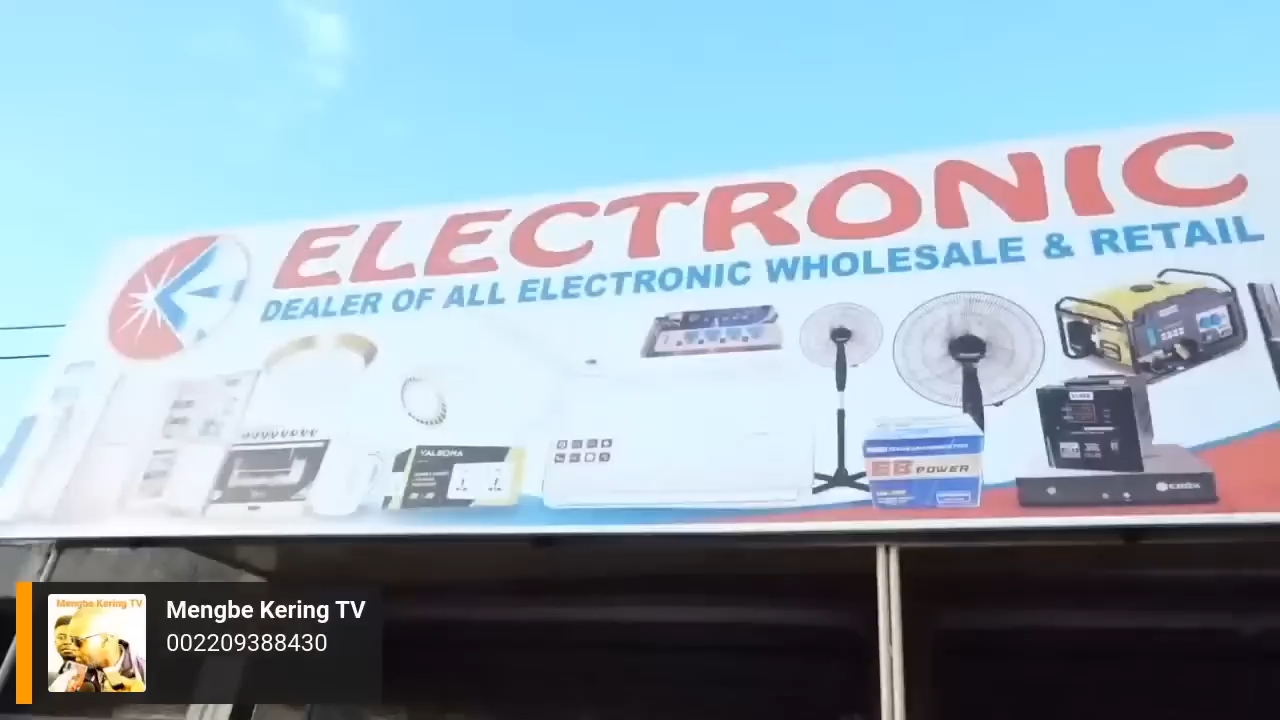 ELECTRONIC
DEALER OF ALL ELECTRONIC WHOLESALE & RETAIL
EB POWER
Mengbe Kering TV
Mengbe Kering TV
002209388430